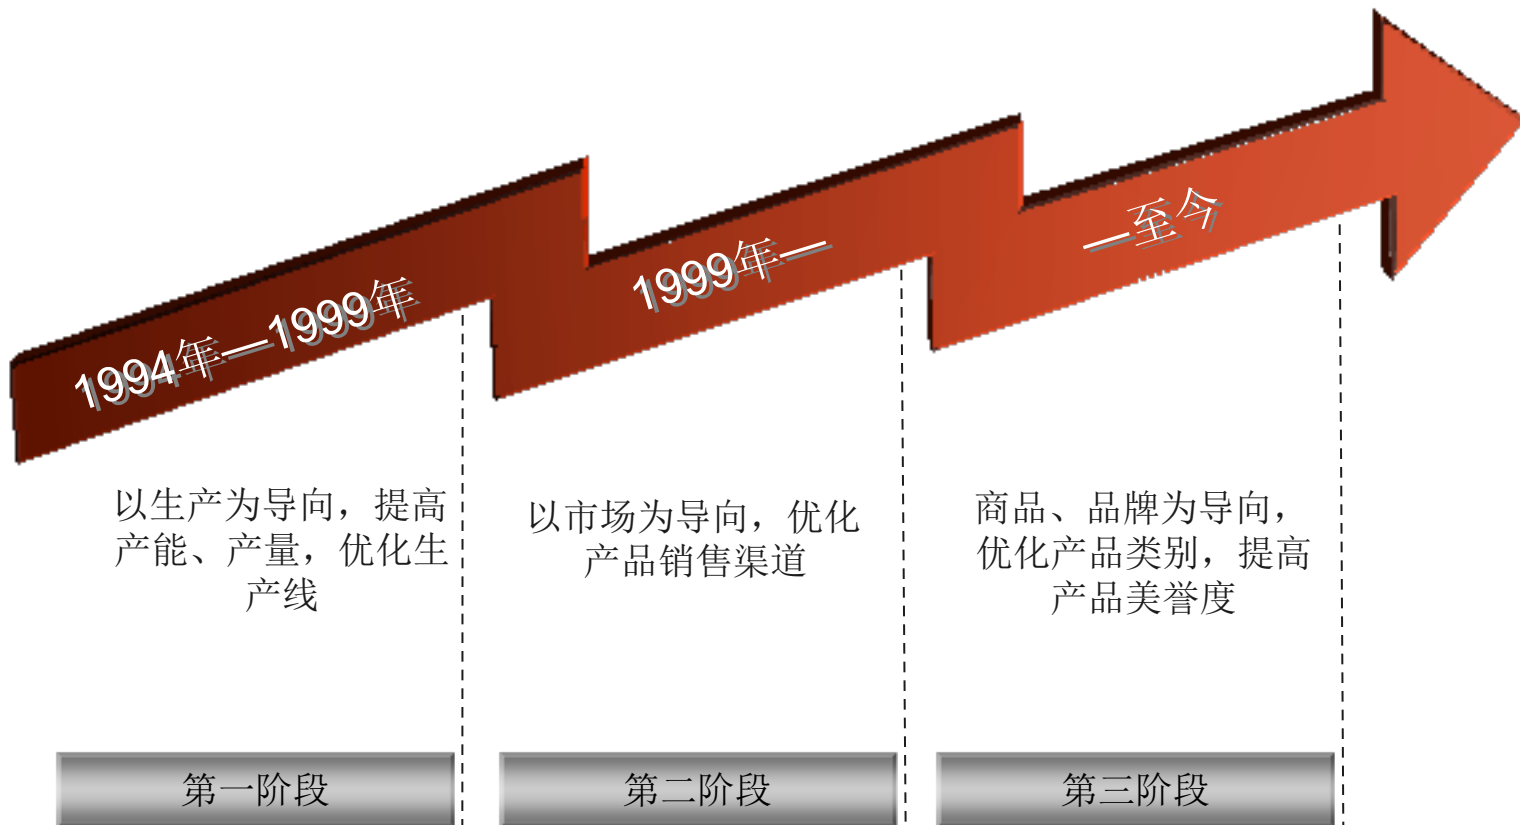 1994年—1999年
1999年—
—至今
以生产为导向，提高
产能、产量，优化生
产线
以市场为导向，优化
产品销售渠道
商品、品牌为导向，
优化产品类别，提高
产品美誉度
第一阶段
第二阶段
第三阶段